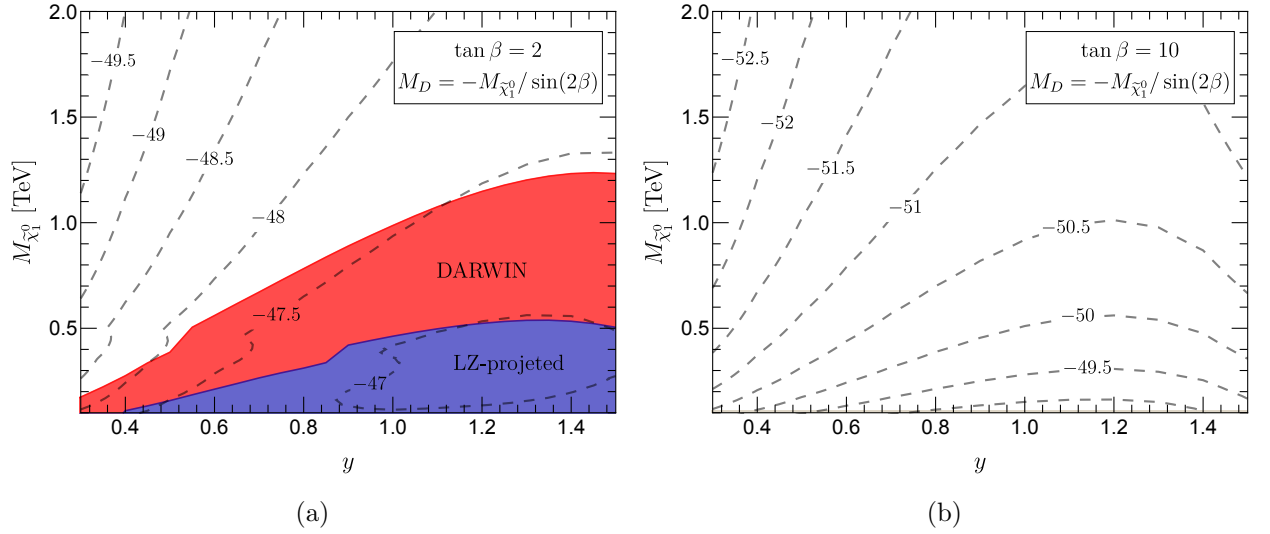 tan β = 2
M_D = −M_{χ̃₁⁰}/ sin(2β)
−49.5
−49
−48.5
−48
−47.5
−47
DARWIN
LZ-projeted
M_{χ̃₁⁰} [TeV]
2.0
1.5
1.0
0.5
0.4 0.6 0.8 1.0 1.2 1.4
y
(a)
tan β = 10
M_D = −M_{χ̃₁⁰}/ sin(2β)
−52.5
−52
−51.5
−51
−50.5
−50
−49.5
M_{χ̃₁⁰} [TeV]
2.0
1.5
1.0
0.5
0.4 0.6 0.8 1.0 1.2 1.4
y
(b)